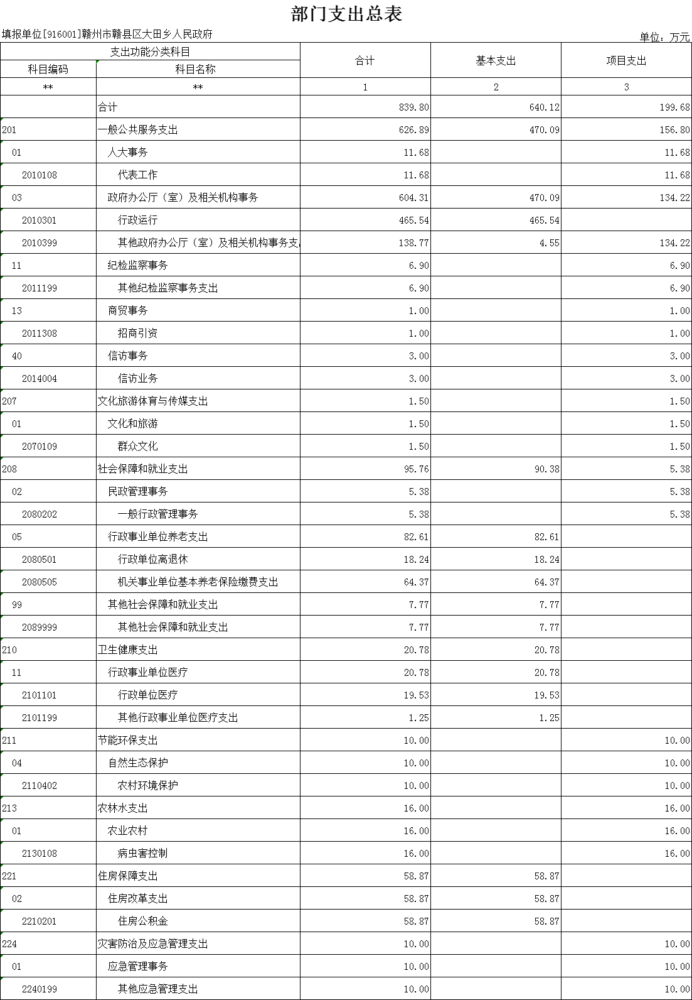 部门支出总表
填报单位[916001]赣州市赣县区大田乡人民政府
单位：万元
支出功能分类科目 合计 基本支出 项目支出
科目编码 科目名称
** ** 1 2 3
合计 839.80 640.12 199.68
201 一般公共服务支出 626.89 470.09 156.80
01 人大事务 11.68 11.68
2010108 代表工作 11.68 11.68
03 政府办公厅（室）及相关机构事务 604.31 470.09 134.22
2010301 行政运行 465.54 465.54
2010399 其他政府办公厅（室）及相关机构事务支 138.77 4.55 134.22
11 纪检监察事务 6.90 6.90
2011199 其他纪检监察事务支出 6.90 6.90
13 商贸事务 1.00 1.00
2011308 招商引资 1.00 1.00
40 信访事务 3.00 3.00
2014004 信访业务 3.00 3.00
207 文化旅游体育与传媒支出 1.50 1.50
01 文化和旅游 1.50 1.50
2070109 群众文化 1.50 1.50
208 社会保障和就业支出 95.76 90.38 5.38
02 民政管理事务 5.38 5.38
2080202 一般行政管理事务 5.38 5.38
05 行政事业单位养老支出 82.61 82.61
2080501 行政单位离退休 18.24 18.24
2080505 机关事业单位基本养老保险缴费支出 64.37 64.37
99 其他社会保障和就业支出 7.77 7.77
2089999 其他社会保障和就业支出 7.77 7.77
210 卫生健康支出 20.78 20.78
11 行政事业单位医疗 20.78 20.78
2101101 行政单位医疗 19.53 19.53
2101199 其他行政事业单位医疗支出 1.25 1.25
211 节能环保支出 10.00 10.00
04 自然生态保护 10.00 10.00
2110402 农村环境保护 10.00 10.00
213 农林水支出 16.00 16.00
01 农业农村 16.00 16.00
2130108 病虫害控制 16.00 16.00
221 住房保障支出 58.87 58.87
02 住房改革支出 58.87 58.87
2210201 住房公积金 58.87 58.87
224 灾害防治及应急管理支出 10.00 10.00
01 应急管理事务 10.00 10.00
2240199 其他应急管理支出 10.00 10.00